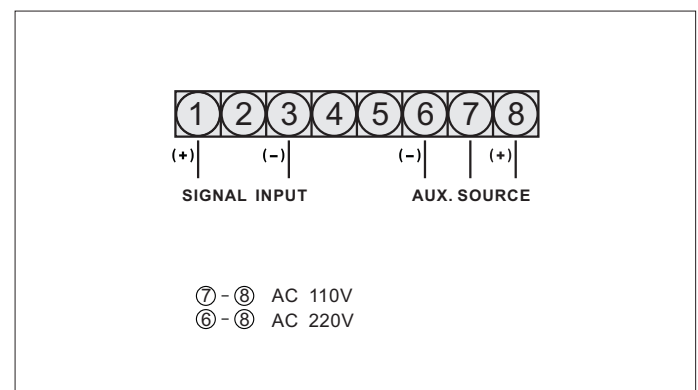 1 2 3 4 5 6 7 8
(+) (-) (-) (+)
SIGNAL INPUT AUX. SOURCE
⑦-⑧ AC 110V
⑥-⑧ AC 220V